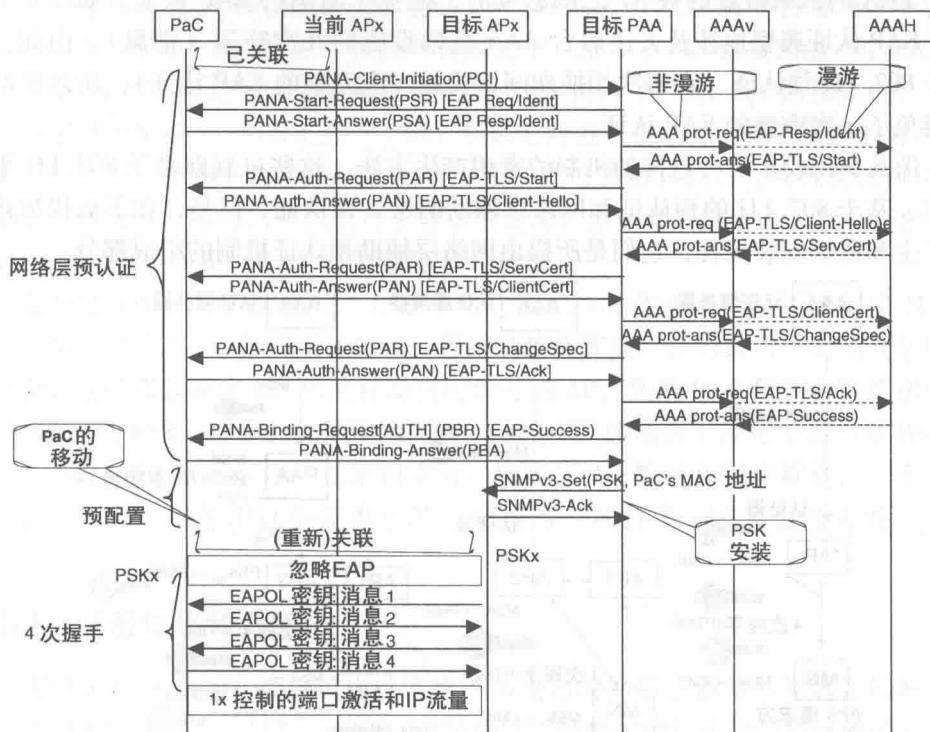 PaC
当前 APx
目标 APx
目标 PAA
AAAv
AAAH
已关联
PANA-Client-Initiation(PCI)
非漫游
漫游
PANA-Start-Request(PSR) [EAP Req/Ident]
PANA-Start-Answer(PSA) [EAP Resp/Ident]
AAA prot-req(EAP-Resp/Ident)
AAA prot-ans(EAP-TLS/Start)
PANA-Auth-Request(PAR) [EAP-TLS/Start]
PANA-Auth-Answer(PAN) [EAP-TLS/Client-Hello]
AAA prot-req (EAP-TLS/Client-Hello)e
AAA prot-ans(EAP-TLS/ServCert)
网络层预认证
PANA-Auth-Request(PAR) [EAP-TLS/ServCert]
PANA-Auth-Answer(PAN) [EAP-TLS/ClientCert]
AAA prot-req(EAP-TLS/ClientCert)
AAA prot-ans(EAP-TLS/ChangeSpec)
PANA-Auth-Request(PAR) [EAP-TLS/ChangeSpec]
PANA-Auth-Answer(PAN) [EAP-TLS/Ack]
AAA prot-req(EAP-TLS/Ack)
AAA prot-ans(EAP-Success)
PANA-Binding-Request[AUTH] (PBR) [EAP-Success)
PaC的
移动
PANA-Binding-Answer(PBA)
SNMPv3-Set(PSK, PaC's MAC 地址
预配置
SNMPv3-Ack
PSK
安装
(重新)关联
PSKx
忽略EAP
PSKx
EAPOL 密钥:消息1
EAPOL 密钥:消息2
EAPOL 密钥:消息3
EAPOL 密钥:消息4
4 次握手
1x 控制的端口激活和IP流量